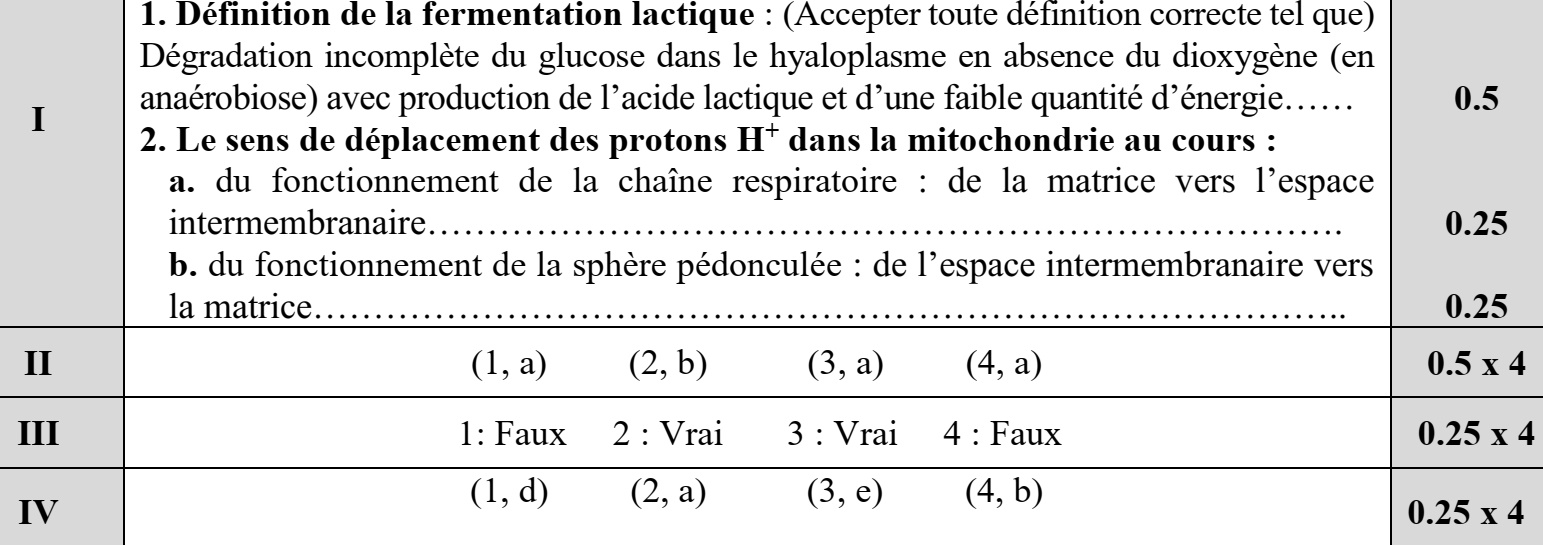 1. Définition de la fermentation lactique : (Accepter toute définition correcte tel que)
Dégradation incomplète du glucose dans le hyaloplasme en absence du dioxygène (en
I
anaérobiose) avec production de l’acide lactique et d’une faible quantité d’énergie…… 0.5
2. Le sens de déplacement des protons H⁺ dans la mitochondrie au cours :
a. du fonctionnement de la chaîne respiratoire : de la matrice vers l’espace
intermembranaire………………………………………………………………………………. 0.25
b. du fonctionnement de la sphère pédonculée : de l’espace intermembranaire vers
la matrice……………………………………………………………………………………….. 0.25
II (1, a) (2, b) (3, a) (4, a) 0.5 x 4
III 1: Faux 2 : Vrai 3 : Vrai 4 : Faux 0.25 x 4
IV (1, d) (2, a) (3, e) (4, b) 0.25 x 4